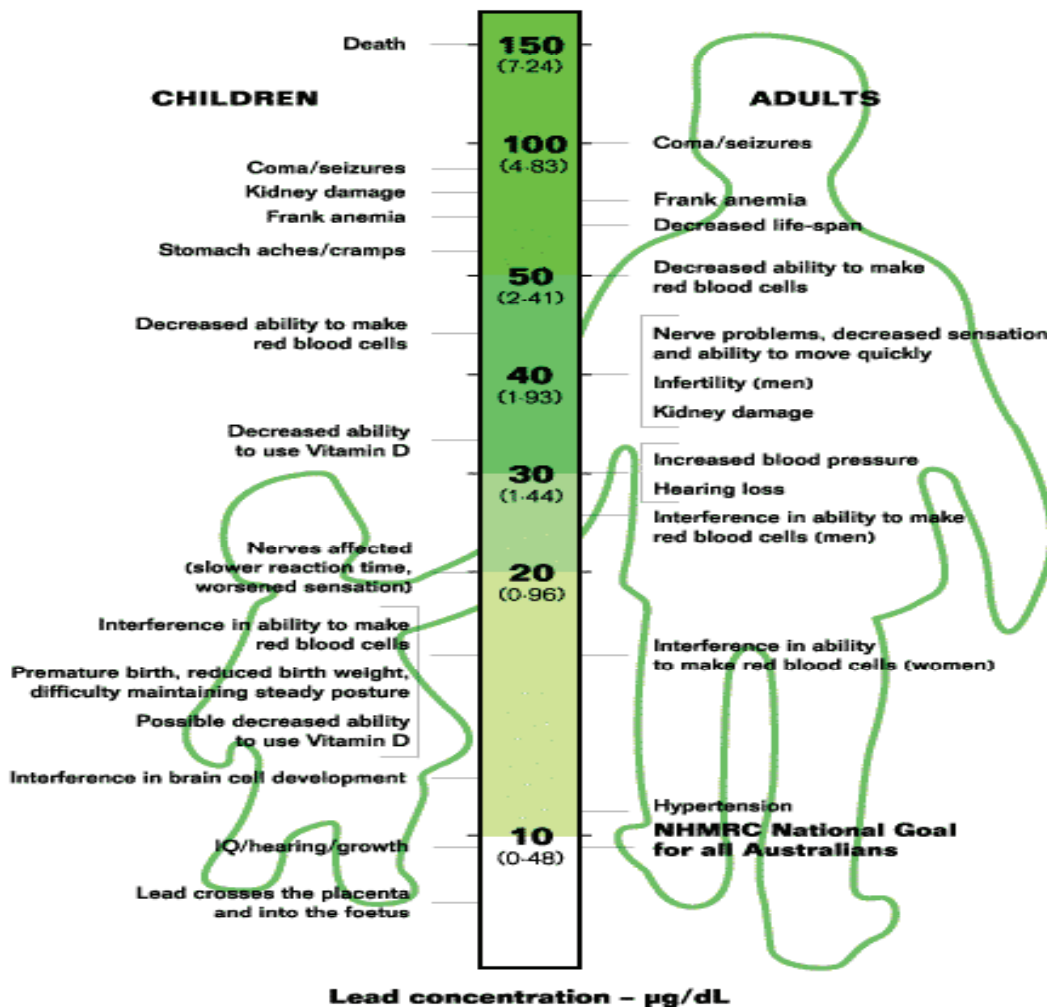 Death
CHILDREN
Coma/seizures
Kidney damage
Frank anemia
Stomach aches/cramps
Decreased ability to make
red blood cells
Decreased ability
to use Vitamin D
Nerves affected
(slower reaction time,
worsened sensation)
Interference in ability to make
red blood cells
Premature birth, reduced birth weight,
difficulty maintaining steady posture
Possible decreased ability
to use Vitamin D
Interference in brain cell development
IQ/hearing/growth
Lead crosses the placenta
and into the foetus
150
(7·24)
100
(4·83)
50
(2·41)
40
(1·93)
30
(1·44)
20
(0·96)
10
(0·48)
ADULTS
Coma/seizures
Frank anemia
Decreased life-span
Decreased ability to make
red blood cells
Nerve problems, decreased sensation
and ability to move quickly
Infertility (men)
Kidney damage
Increased blood pressure
Hearing loss
Interference in ability to make
red blood cells (men)
Interference in ability
to make red blood cells (women)
Hypertension
NHMRC National Goal
for all Australians
Lead concentration – µg/dL